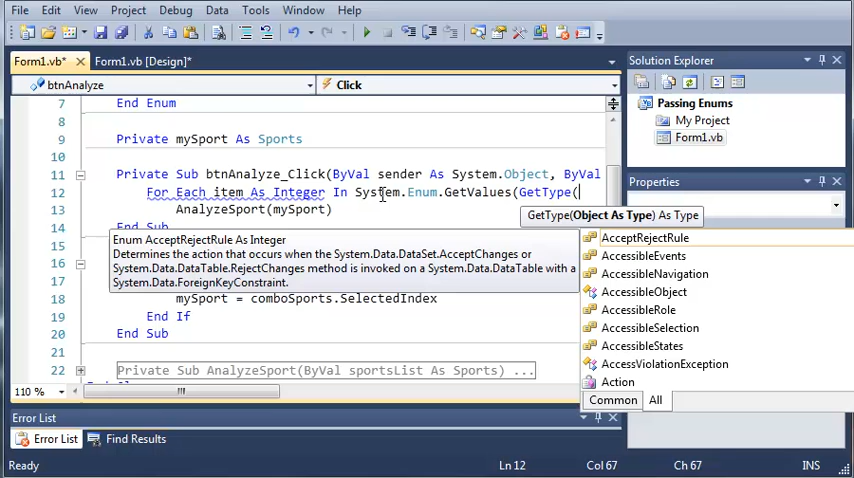 File Edit View Project Debug Data Tools Window Help
Form1.vb* Form1.vb [Design]*
btnAnalyze Click
7 End Enum
8
9 Private mySport As Sports
10
11 Private Sub btnAnalyze_Click(ByVal sender As System.Object, ByVal
12 For Each item As Integer In System.Enum.GetValues(GetType(
13 AnalyzeSport(mySport)
14 End Sub
GetType(Object As Type) As Type
Enum AcceptRejectRule As Integer
Determines the action that occurs when the System.Data.DataSet.AcceptChanges or
System.Data.DataTable.RejectChanges method is invoked on a System.Data.DataTable with a
System.Data.ForeignKeyConstraint.
15
16
17
18 mySport = comboSports.SelectedIndex
19 End If
20 End Sub
21
22 Private Sub AnalyzeSport(ByVal sportsList As Sports) ...
AcceptRejectRule
AccessibleEvents
AccessibleNavigation
AccessibleObject
AccessibleRole
AccessibleSelection
AccessibleStates
AccessViolationException
Action
Common All
110 %
Solution Explorer
Passing Enums
My Project
Form1.vb
Properties
Error List
Error List Find Results
Ready Ln 12 Col 67 Ch 67 INS